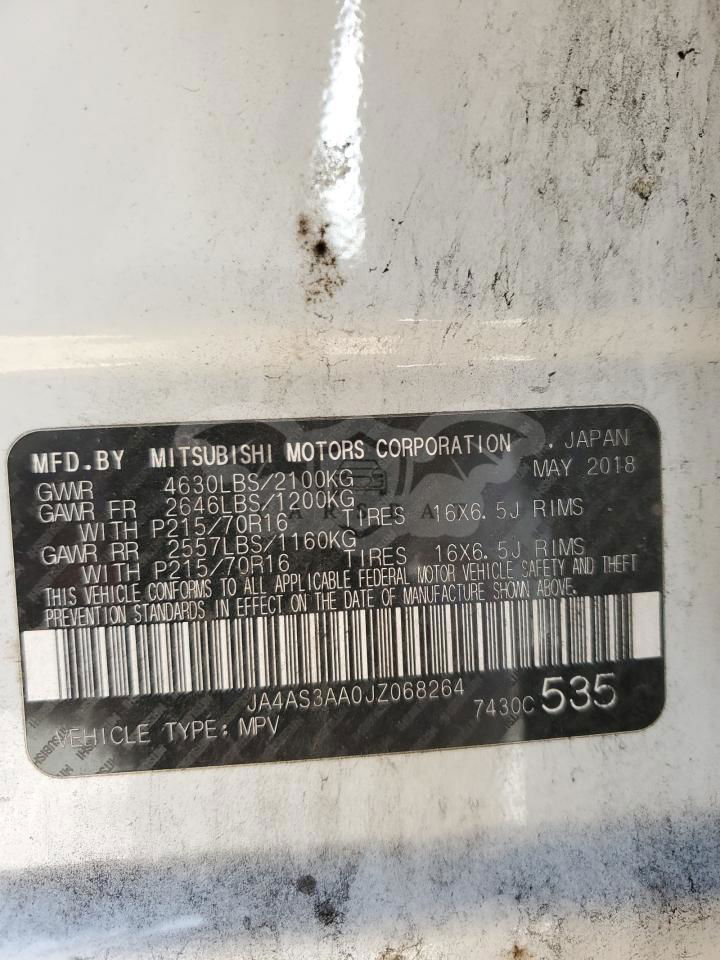 MFD.BY MITSUBISHI MOTORS CORPORATION , JAPAN
GWWR 4630LBS/2100KG MAY 2018
GAWR FR 2646LBS/1200KG
WITH P215/70R16 TIRES 16X6.5J RIMS
GAWR RR 2557LBS/1160KG
WITH P215/70R16 TIRES 16X6.5J RIMS
THIS VEHICLE CONFORMS TO ALL APPLICABLE FEDERAL MOTOR VEHICLE SAFETY AND THEFT
PREVENTION STANDARDS IN EFFECT ON THE DATE OF MANUFACTURE SHOWN ABOVE.
JA4AS3AA0JZ068264 7430C 535
VEHICLE TYPE: MPV